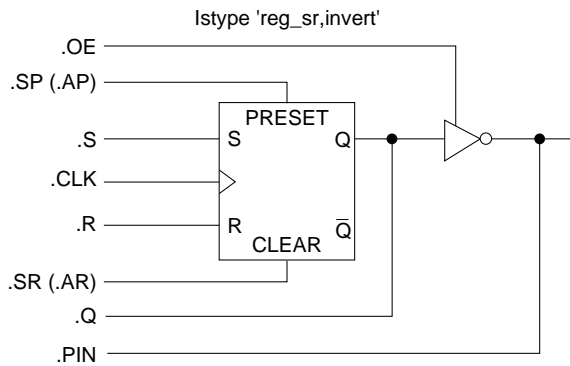 Istype 'reg_sr,invert'
.OE
.SP (.AP)
PRESET
.S
S
Q
.CLK
.R
R
Q̅
CLEAR
.SR (.AR)
.Q
.PIN